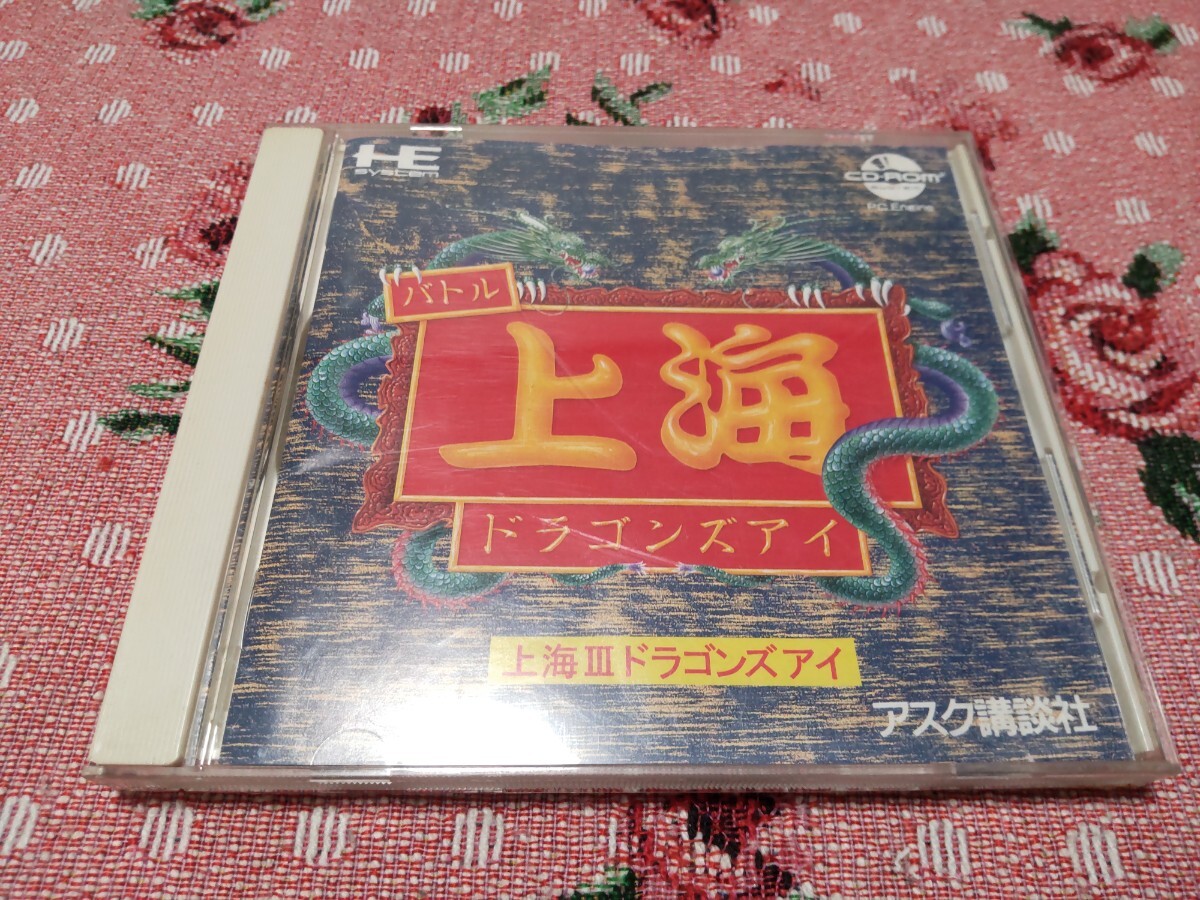 HE
system
CD-ROM²
PC Engine
バトル
上海
ドラゴンズアイ
上海IIIドラゴンズアイ
アスク講談社